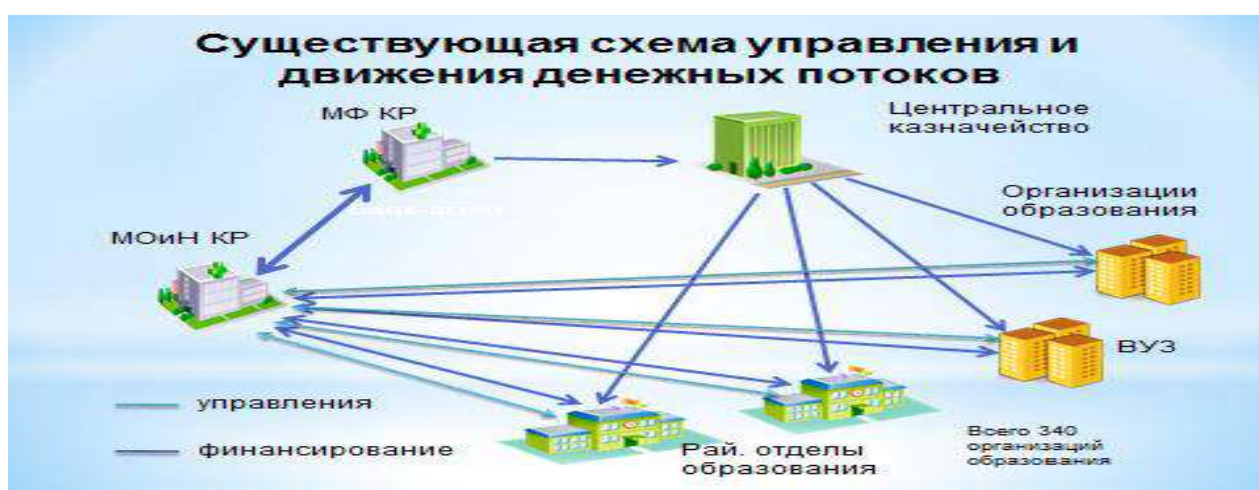 Существующая схема управления и
движения денежных потоков
МФ КР
Центральное
казначейство
Организации
образования
МОиН КР
ВУЗ
управления
финансирование
Рай. отделы
образования
Всего 340
организаций
образования